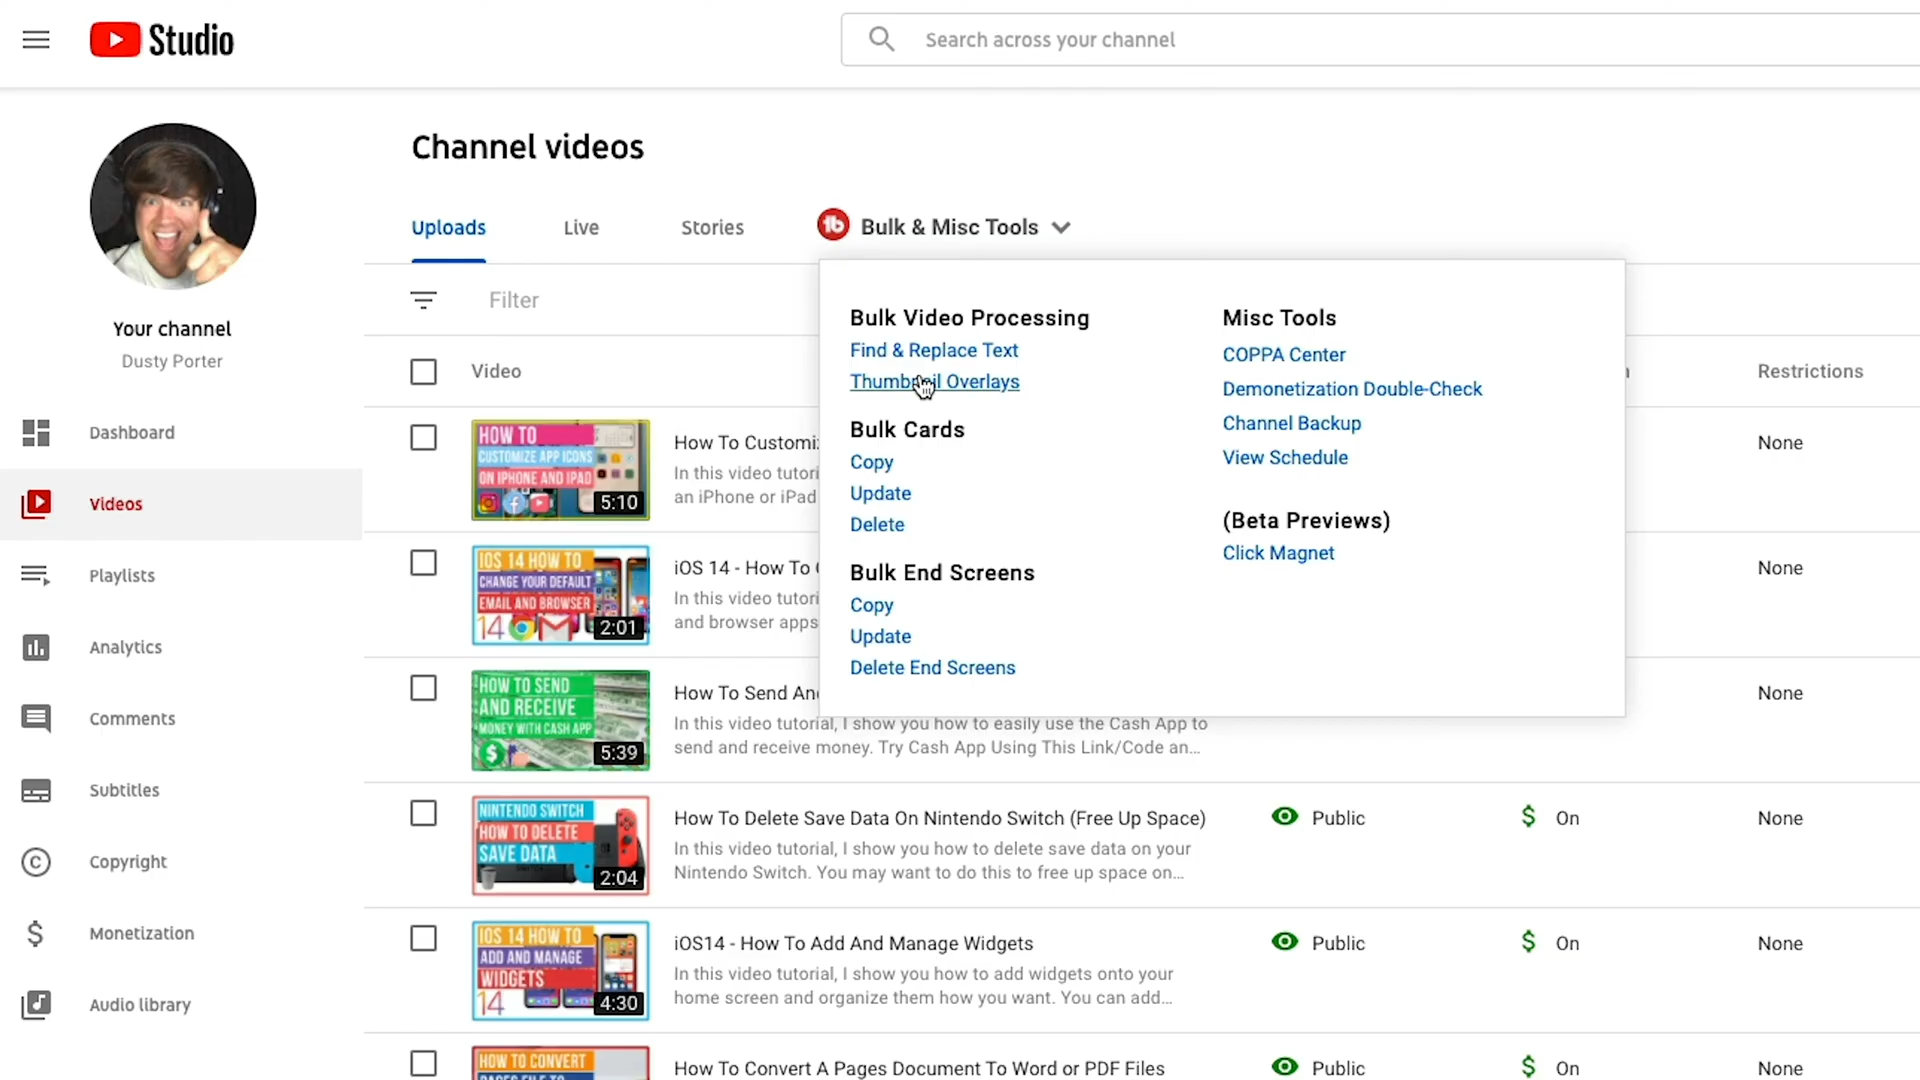 Studio
Search across your channel
Channel videos
Uploads
Live
Stories
tb
Bulk & Misc Tools
Filter
Your channel
Dusty Porter
Dashboard
Videos
Playlists
Analytics
Comments
Subtitles
Copyright
Monetization
Audio library
Bulk Video Processing
Find & Replace Text
Thumbnail Overlays
Bulk Cards
Copy
Update
Delete
Bulk End Screens
Copy
Update
Delete End Screens
Misc Tools
COPPA Center
Demonetization Double-Check
Channel Backup
View Schedule
(Beta Previews)
Click Magnet
Video
Restrictions
HOW TO
CUSTOMIZE APP ICONS
ON IPHONE AND IPAD
5:10
How To Customi
In this video tutori
an iPhone or iPad
None
IOS 14 HOW TO
CHANGE YOUR DEFAULT
EMAIL AND BROWSER
14
2:01
iOS 14 - How To
In this video tutori
and browser apps
None
HOW TO SEND
AND RECEIVE
MONEY WITH CASH APP
5:39
How To Send An
In this video tutorial, I show you how to easily use the Cash App to
send and receive money. Try Cash App Using This Link/Code an...
None
NINTENDO SWITCH
HOW TO DELETE
SAVE DATA
2:04
How To Delete Save Data On Nintendo Switch (Free Up Space)
In this video tutorial, I show you how to delete save data on your
Nintendo Switch. You may want to do this to free up space on...
Public
$ On
None
IOS 14 HOW TO
ADD AND MANAGE
WIDGETS
14
4:30
iOS14 - How To Add And Manage Widgets
In this video tutorial, I show you how to add widgets onto your
home screen and organize them how you want. You can add...
Public
$ On
None
HOW TO CONVERT
How To Convert A Pages Document To Word or PDF Files
Public
$ On
None